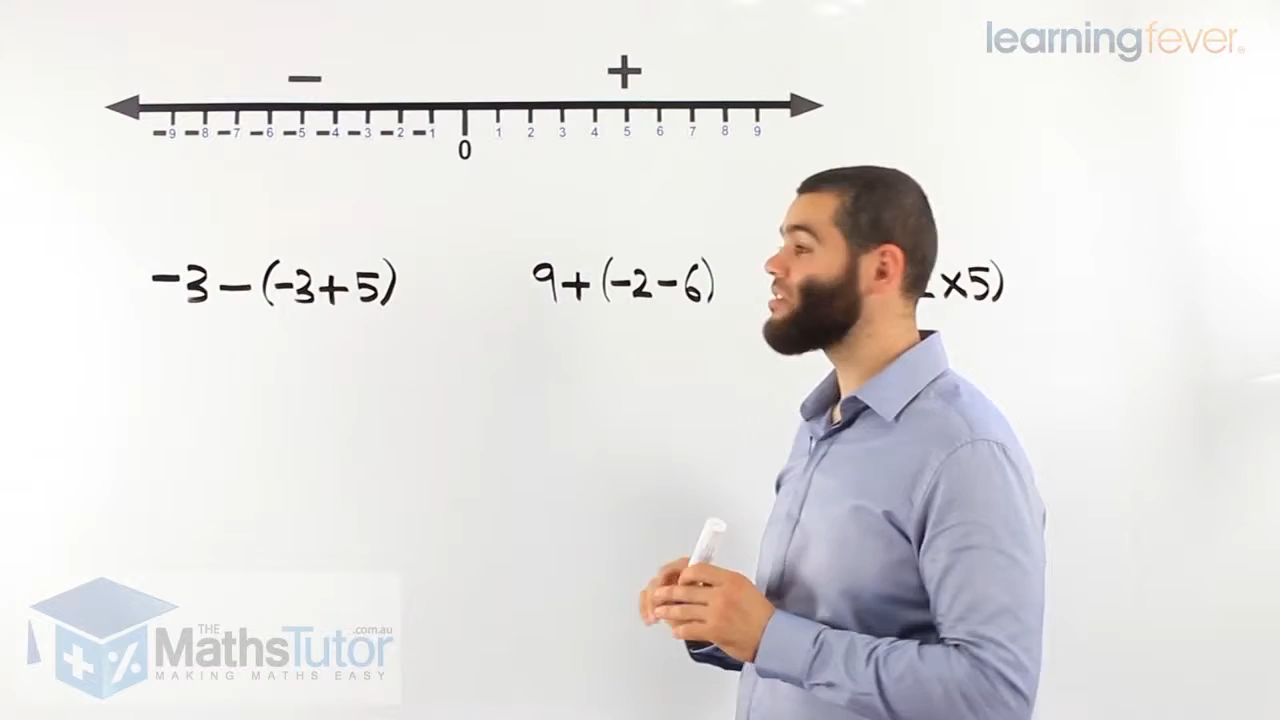 learningfever.
− +
-9 -8 -7 -6 -5 -4 -3 -2 -1 1 2 3 4 5 6 7 8 9
0
-3-(-3+5) 9+(-2-6) ×5)
THE MathsTutor .com.au
MAKING MATHS EASY